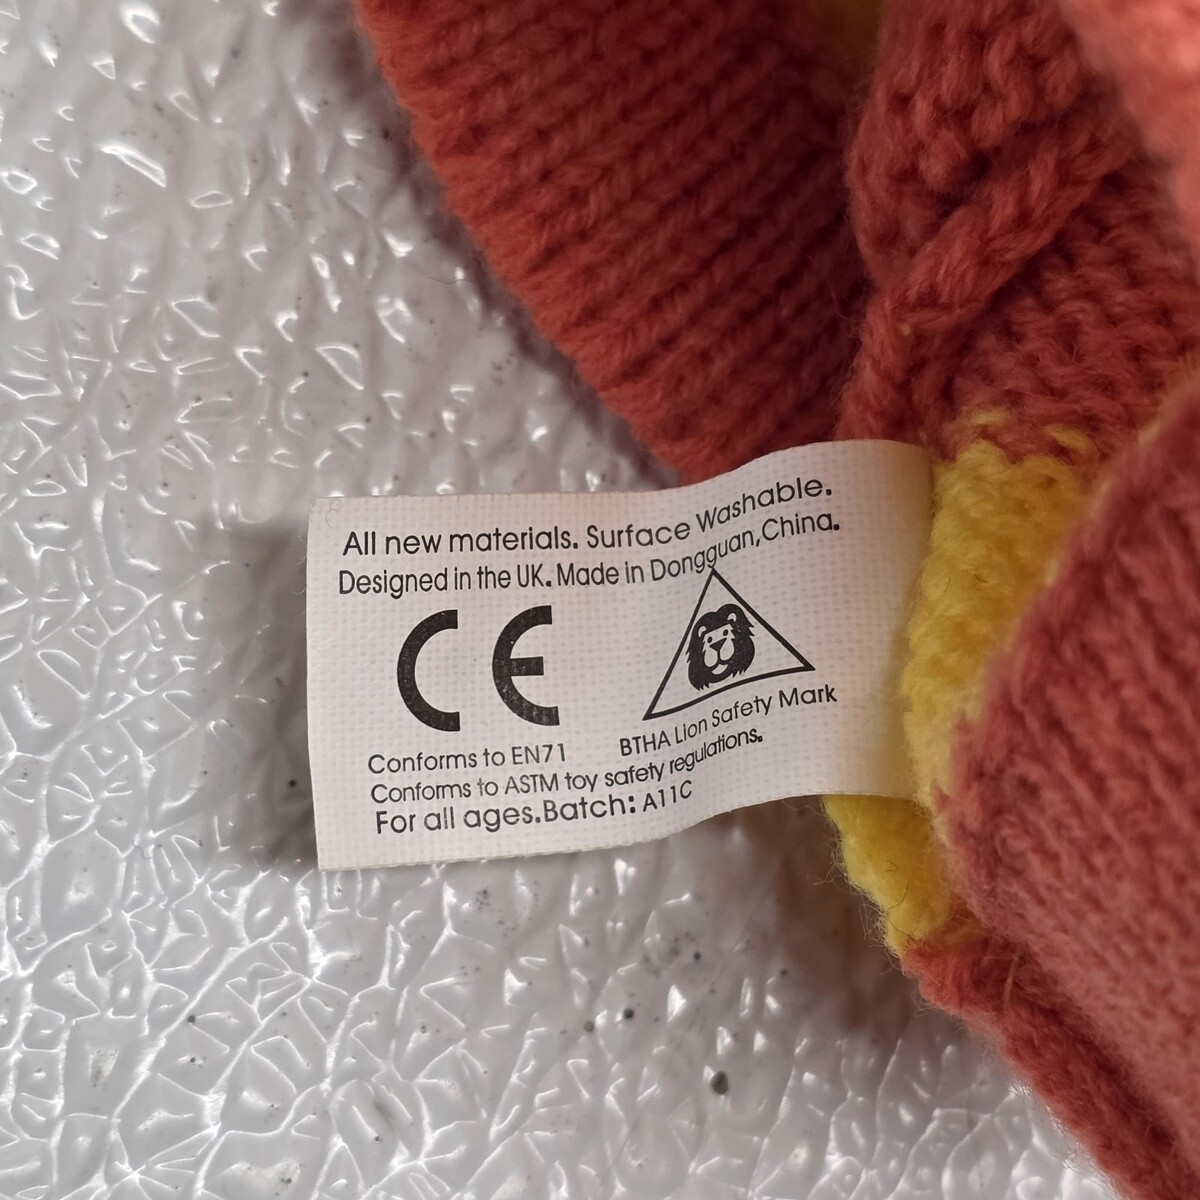 All new materials. Surface Washable.
Designed in the UK. Made in Dongguan, China.
CE
Conforms to EN71
BTHA Lion Safety Mark
Conforms to ASTM toy safety regulations.
For all ages. Batch: A11C